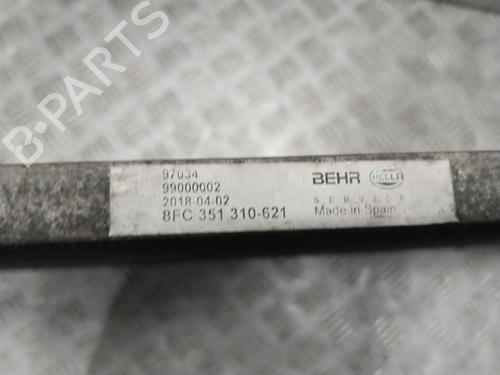 B-PARTS
97034
99000002
2018-04-02
8FC 351 310-621
BEHR HELLA
SERVICE
Made in Spain